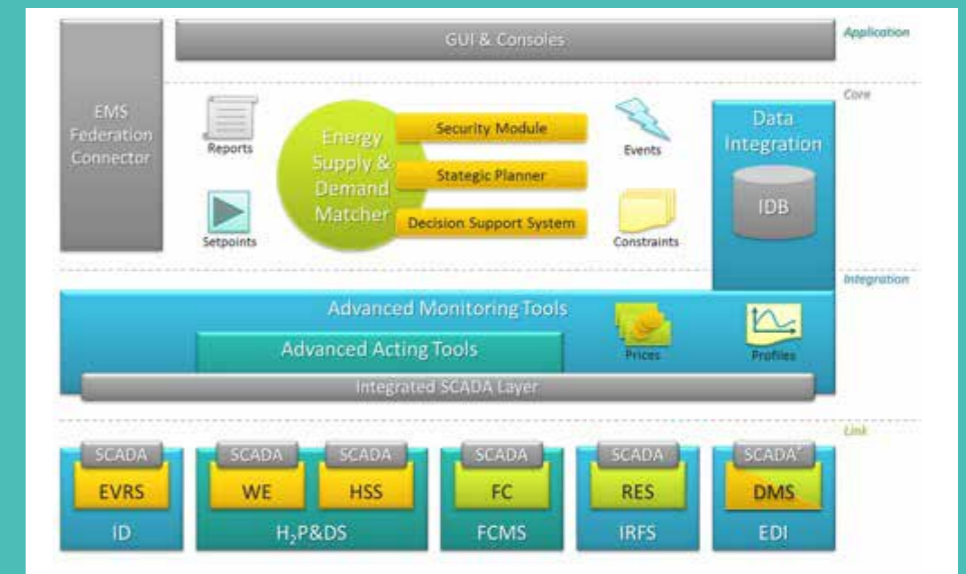 GUI & Consoles
Application
EMS
Federation
Connector
Core
Reports
Setpoints
Energy
Supply &
Demand
Matcher
Security Module
Stategic Planner
Decision Support System
Events
Constraints
Data
Integration
IDB
Integration
Advanced Monitoring Tools
Advanced Acting Tools
Prices
Profiles
Integrated SCADA Layer
Link
SCADA SCADA SCADA SCADA SCADA SCADA*
EVRS WE HSS FC RES DMS
ID H₂P&DS FCMS IRFS EDI